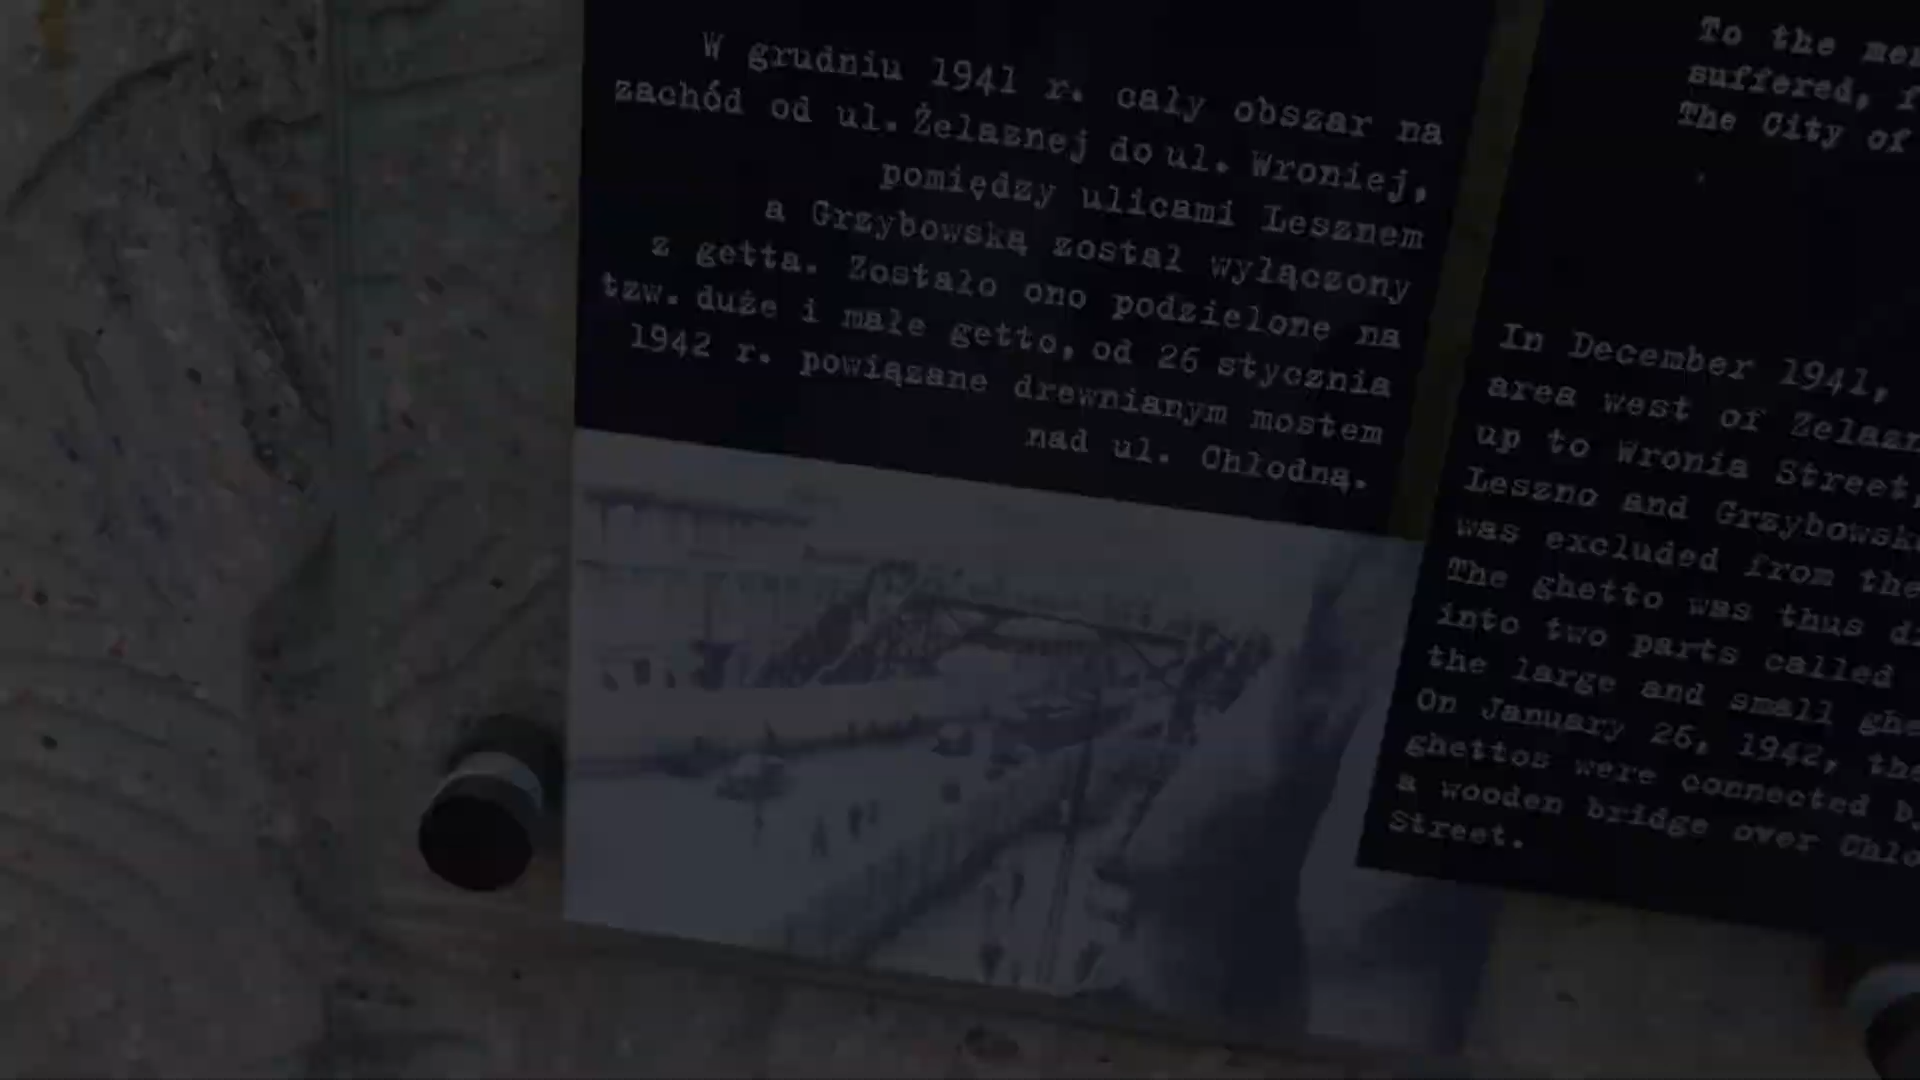 W grudniu 1941 r. cały obszar na
zachód od ul. Żelaznej do ul. Wroniej,
pomiędzy ulicami Lesznem
a Grzybowską został wyłączony
z getta. Zostało ono podzielone na
tzw. duże i małe getto, od 26 stycznia
1942 r. powiązane drewnianym mostem
nad ul. Chłodną.
To the
suffered,
The City of
In December 1941,
area west of
up to Wronia Street,
Leszno and
was excluded from the
The ghetto was thus
into two parts called
the large and small
On January 26, 1942,
ghettos were connected
a wooden bridge over
Street.